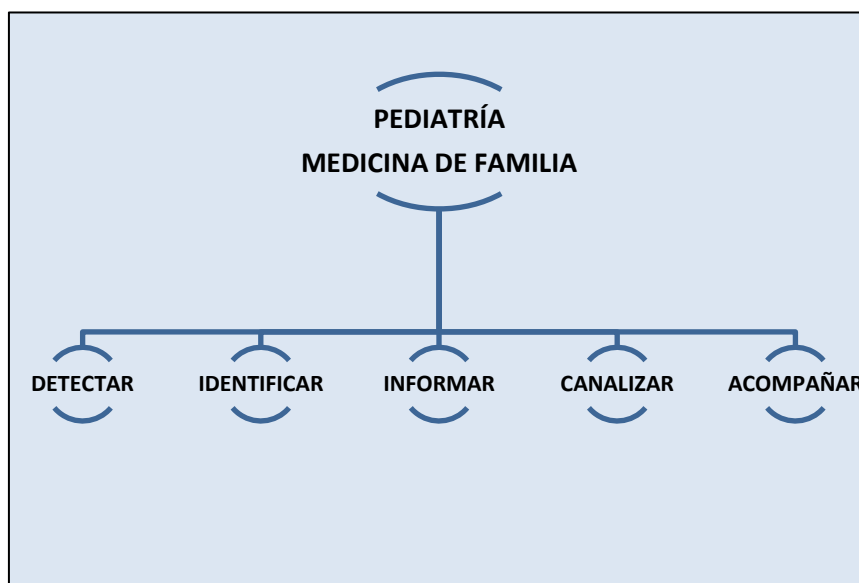 PEDIATRÍA
MEDICINA DE FAMILIA
DETECTAR
IDENTIFICAR
INFORMAR
CANALIZAR
ACOMPAÑAR